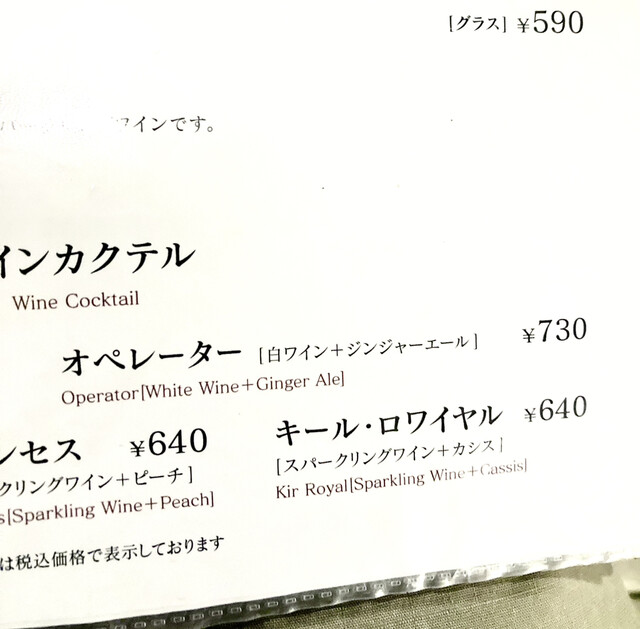 [グラス] ¥590
ワインです。
インカクテル
Wine Cocktail
オペレーター [白ワイン+ジンジャーエール] ¥730
Operator[White Wine+Ginger Ale]
ンセス ¥640
クリングワイン+ピーチ]
s[Sparkling Wine+Peach]
キール・ロワイヤル ¥640
[スパークリングワイン+カシス]
Kir Royal[Sparkling Wine+Cassis]
は税込価格で表示しております